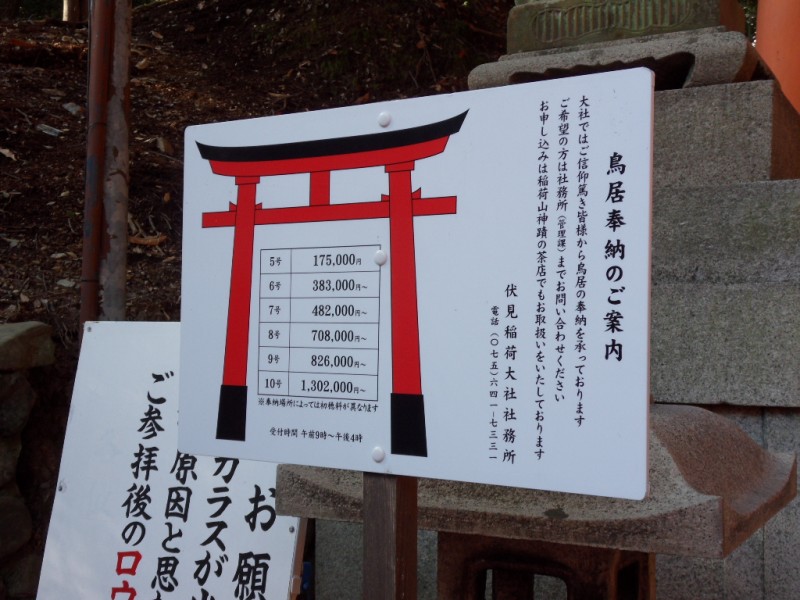 鳥居奉納のご案内
大社ではご信仰篤き皆様から鳥居の奉納を承っております
ご希望の方は社務所(管理課)までお問い合わせください
お申し込みは稲荷山神蹟の茶店でもお取扱いをいたしております
伏見稲荷大社社務所
電話(〇七五)六四一-七三三一
5号 175,000円
6号 383,000円~
7号 482,000円~
8号 708,000円~
9号 826,000円~
10号 1,302,000円~
※奉納場所によっては初穂料が異なります
受付時間 午前9時~午後4時
お願
ガラスが
原因と思
ご参拝後のロウ